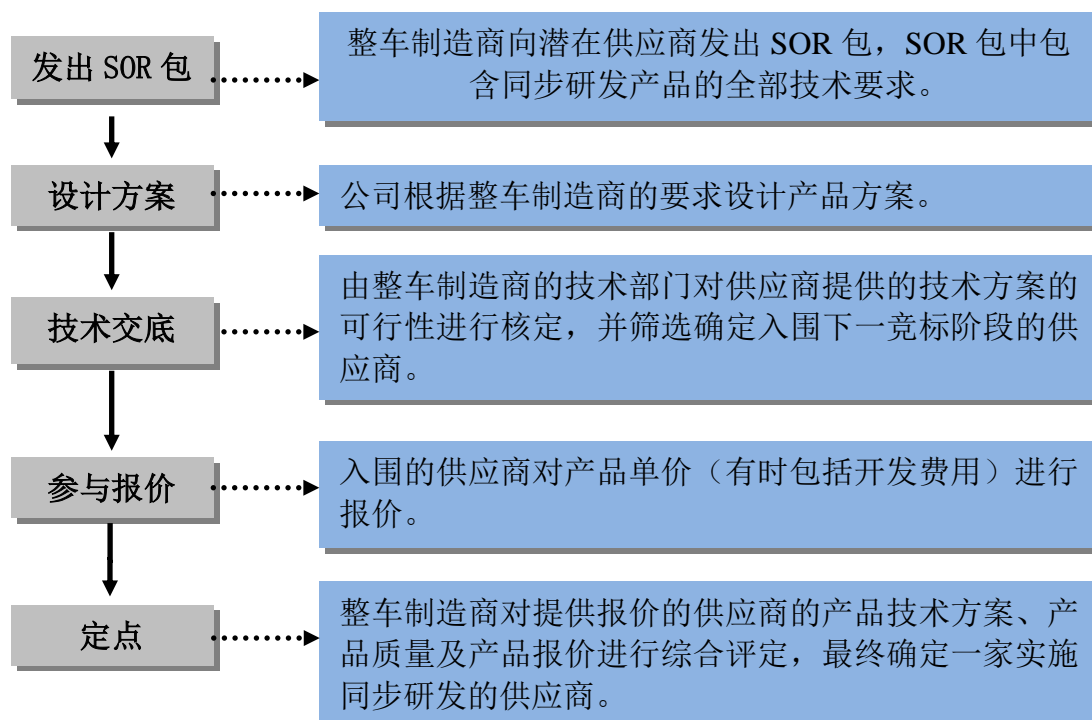 发出 SOR 包
整车制造商向潜在供应商发出 SOR 包，SOR 包中包
含同步研发产品的全部技术要求。
设计方案
公司根据整车制造商的要求设计产品方案。
技术交底
由整车制造商的技术部门对供应商提供的技术方案的
可行性进行核定，并筛选确定入围下一竞标阶段的供
应商。
参与报价
入围的供应商对产品单价（有时包括开发费用）进行
报价。
定点
整车制造商对提供报价的供应商的产品技术方案、产
品质量及产品报价进行综合评定，最终确定一家实施
同步研发的供应商。